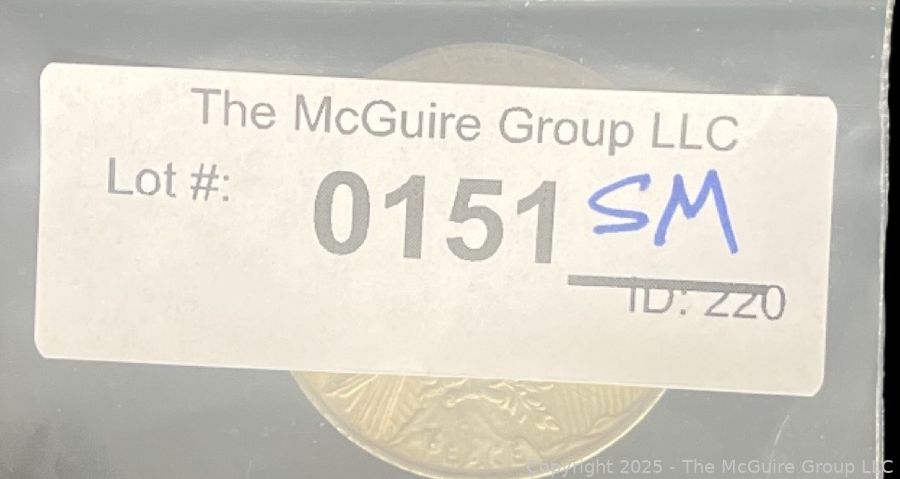 The McGuire Group LLC
Lot #: 0151 SM
ID: 220
PEACE
Copyright 2025 - The McGuire Group LLC